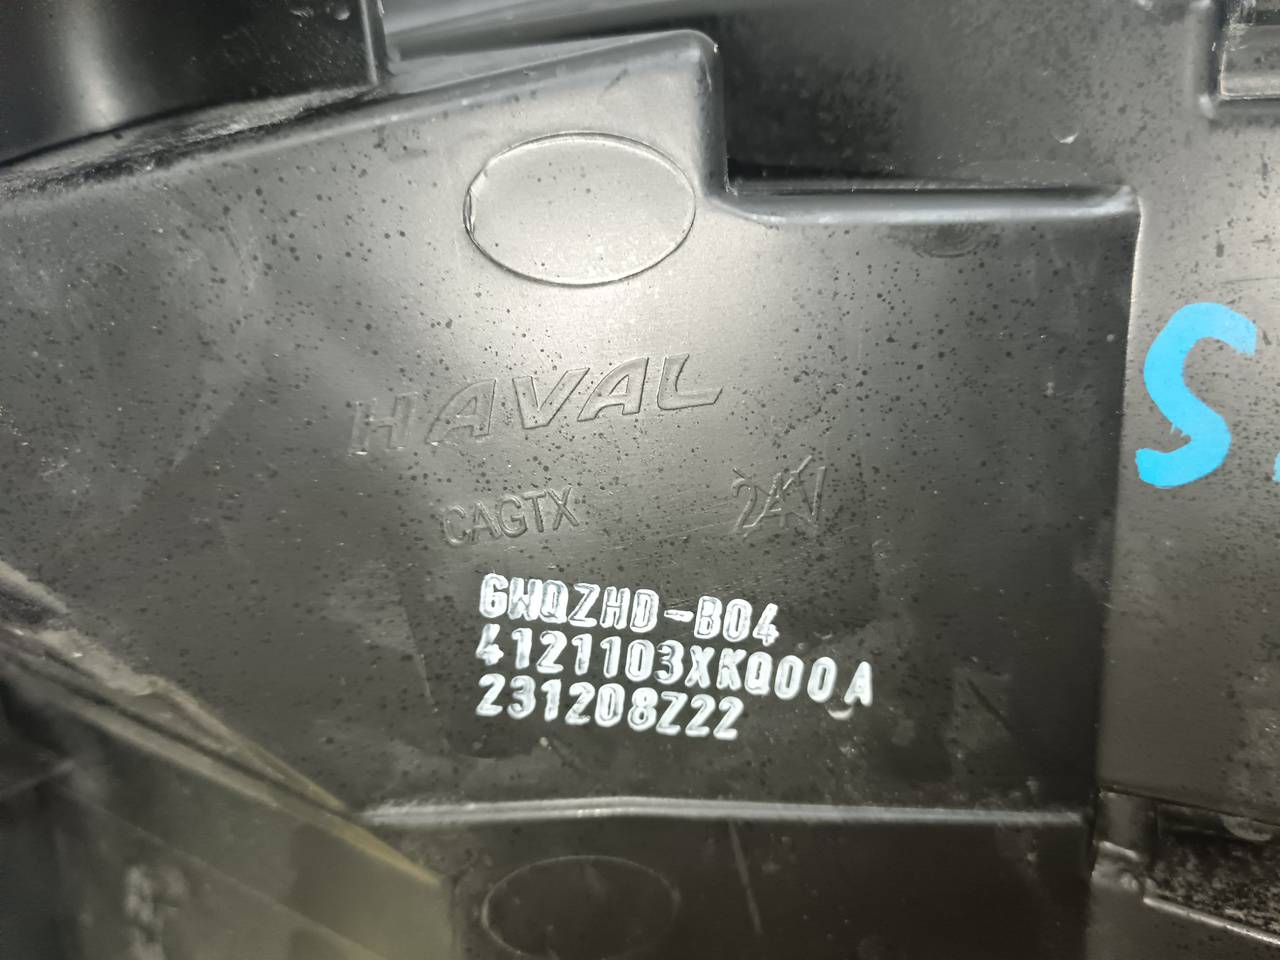 HAVAL
CAGTX
GWQZHD-B04
4121103XKQ00A
231208Z22
S